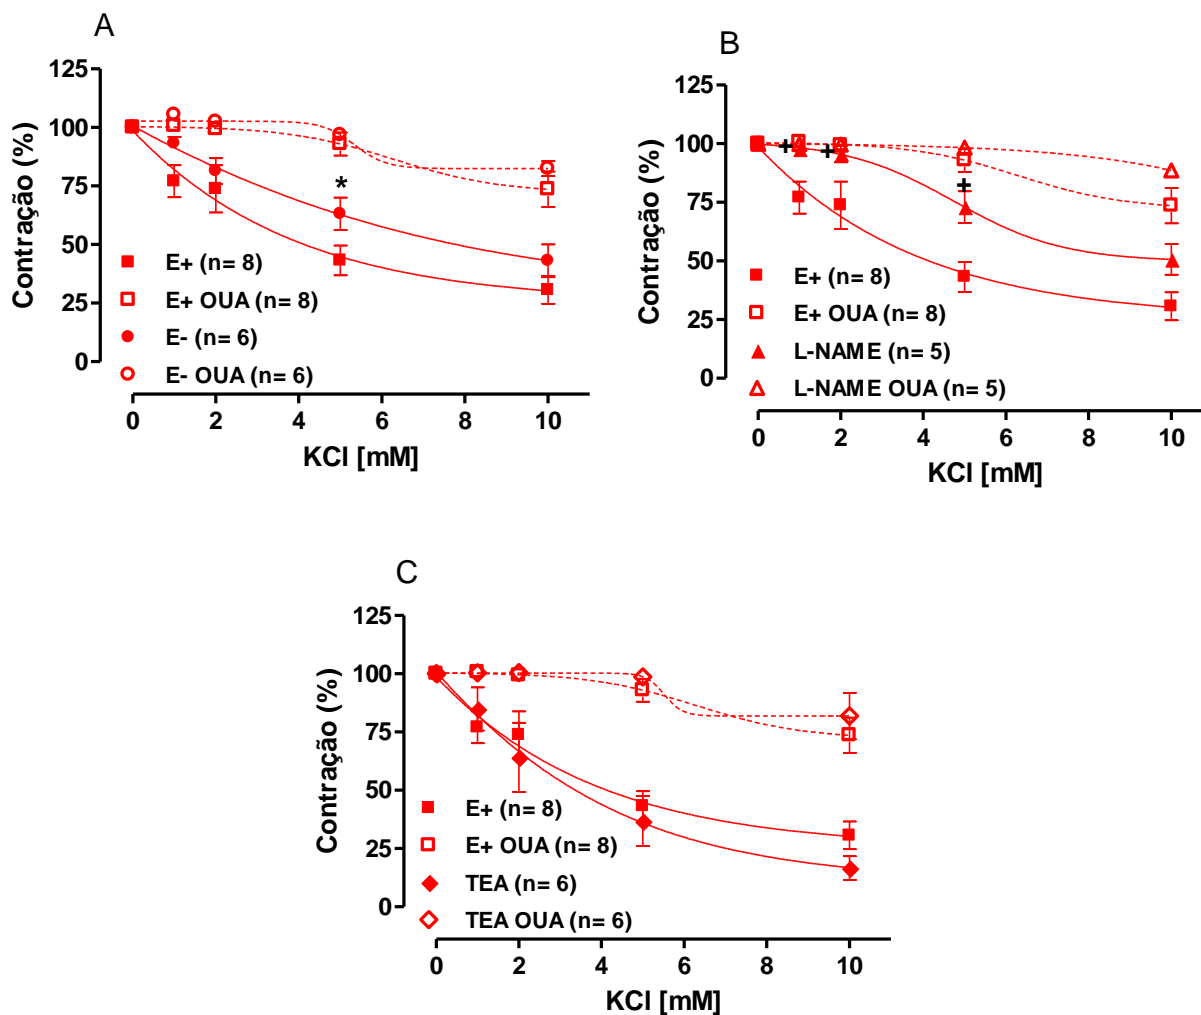 A
125
100
75
50
25
0
Contração (%)
*
E+ (n= 8)
E+ OUA (n= 8)
E- (n= 6)
E- OUA (n= 6)
0 2 4 6 8 10
KCl [mM]
B
125
100
75
50
25
0
Contração (%)
+
+
+
E+ (n= 8)
E+ OUA (n= 8)
L-NAME (n= 5)
L-NAME OUA (n= 5)
0 2 4 6 8 10
KCl [mM]
C
125
100
75
50
25
0
Contração (%)
E+ (n= 8)
E+ OUA (n= 8)
TEA (n= 6)
TEA OUA (n= 6)
0 2 4 6 8 10
KCl [mM]